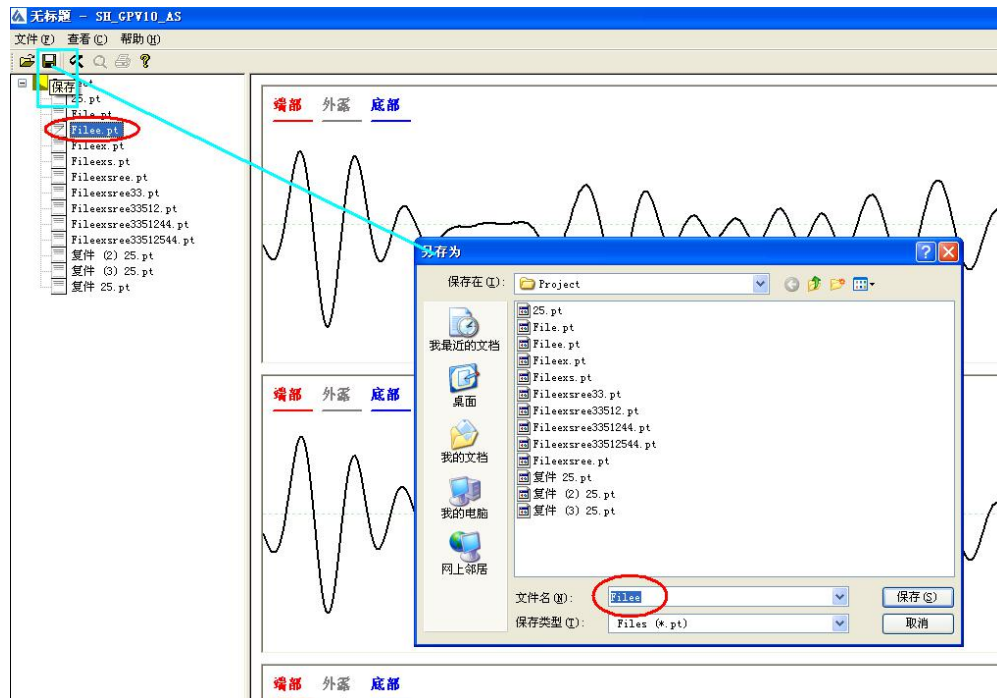 无标题 - SH_GPV10_AS
文件(F) 查看(C) 帮助(H)
保存
25.pt
File.pt
Filee.pt
Fileex.pt
Fileexs.pt
Fileexsree.pt
Fileexsree33.pt
Fileexsree33512.pt
Fileexsree3351244.pt
Fileexsree33512544.pt
复件 (2) 25.pt
复件 (3) 25.pt
复件 25.pt
端部 外露 底部
端部 外露 底部
端部 外露 底部
另存为
保存在(I): Project
我最近的文档
桌面
我的文档
我的电脑
网上邻居
25.pt
File.pt
Filee.pt
Fileex.pt
Fileexs.pt
Fileexsree33.pt
Fileexsree33512.pt
Fileexsree3351244.pt
Fileexsree33512544.pt
Fileexsree.pt
复件 25.pt
复件 (2) 25.pt
复件 (3) 25.pt
文件名(N): Filee 保存(S)
保存类型(T): Files (*.pt) 取消